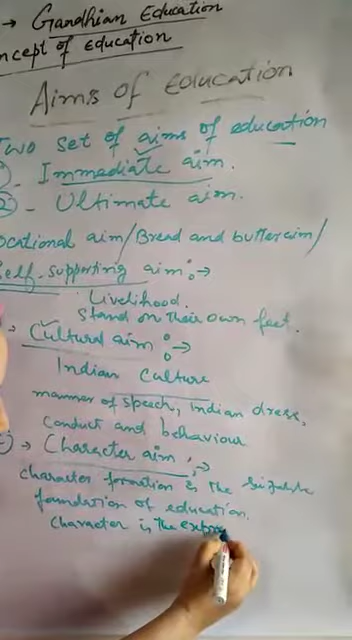 → Gandhian Education
ncept of education
Aims of Education
Two set of aims of education
- Immediate aim.
② - Ultimate aim.
ocational aim/Bread and butter aim/
self-supporting aim:→
Livelihood.
Stand on their own feet.
→ Cultural aim :→
Indian Culture
manner of speech, Indian dress,
Conduct and behaviour
→ Character aim :→
character formation is the
foundation of education.
Character is the expr